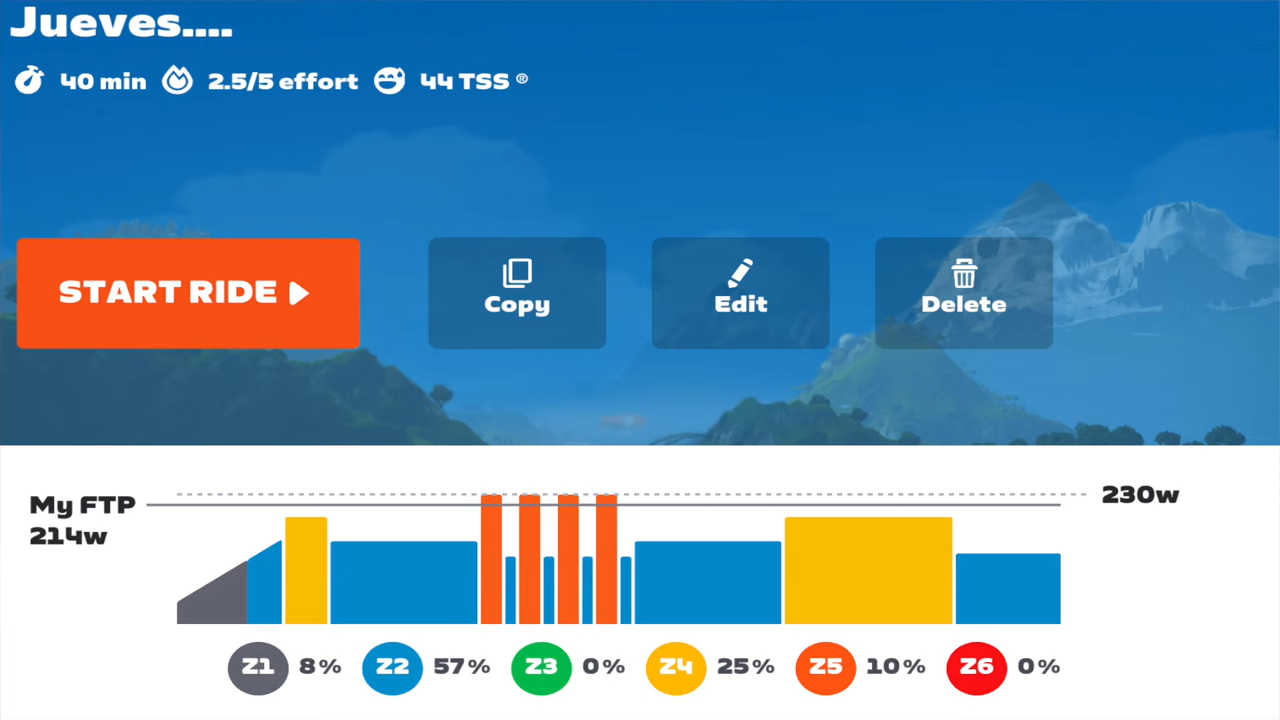 Jueves....
40 min 2.5/5 effort 44 TSS ®
START RIDE
Copy
Edit
Delete
My FTP
214w
230w
Z1 8% Z2 57% Z3 0% Z4 25% Z5 10% Z6 0%